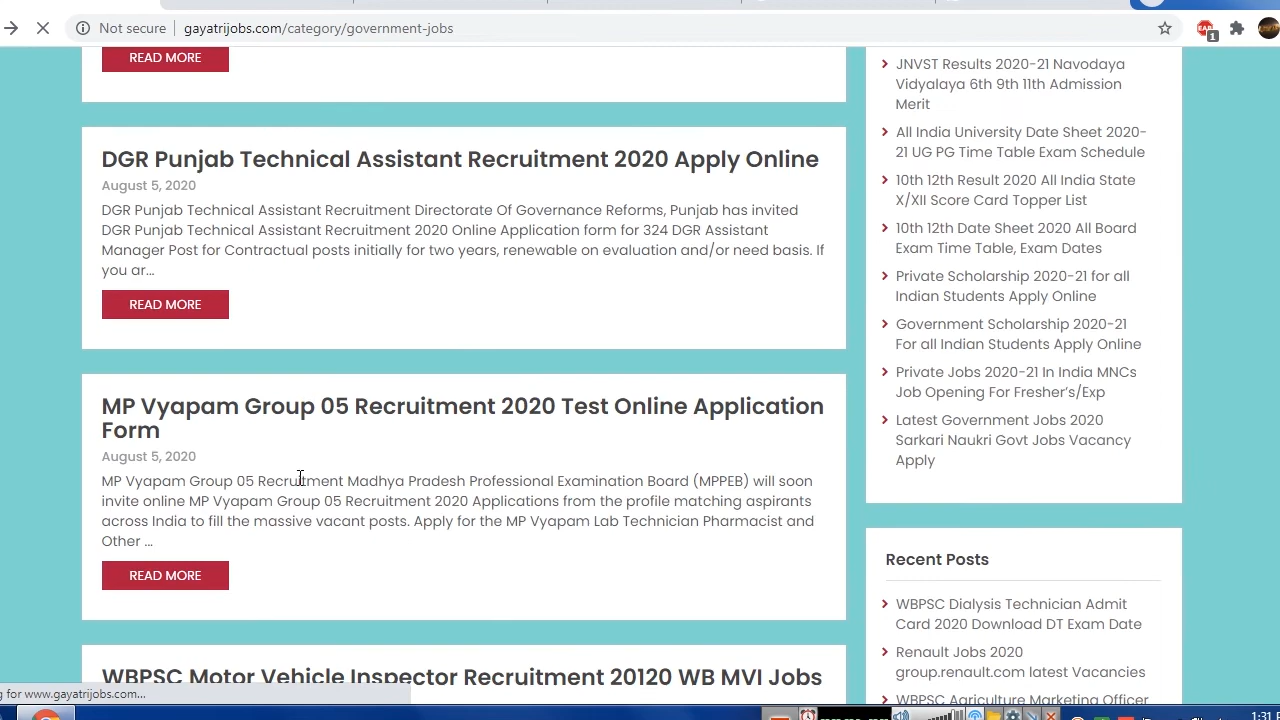 Not secure
gayatrijobs.com/category/government-jobs
1
READ MORE
DGR Punjab Technical Assistant Recruitment 2020 Apply Online
August 5, 2020
DGR Punjab Technical Assistant Recruitment Directorate Of Governance Reforms, Punjab has invited
DGR Punjab Technical Assistant Recruitment 2020 Online Application form for 324 DGR Assistant
Manager Post for Contractual posts initially for two years, renewable on evaluation and/or need basis. If
you ar...
READ MORE
MP Vyapam Group 05 Recruitment 2020 Test Online Application
Form
August 5, 2020
MP Vyapam Group 05 Recruitment Madhya Pradesh Professional Examination Board (MPPEB) will soon
invite online MP Vyapam Group 05 Recruitment 2020 Applications from the profile matching aspirants
across India to fill the massive vacant posts. Apply for the MP Vyapam Lab Technician Pharmacist and
Other ...
READ MORE
WBPSC Motor Vehicle Inspector Recruitment 20120 WB MVI Jobs
JNVST Results 2020-21 Navodaya
Vidyalaya 6th 9th 11th Admission
Merit
All India University Date Sheet 2020-
21 UG PG Time Table Exam Schedule
10th 12th Result 2020 All India State
X/XII Score Card Topper List
10th 12th Date Sheet 2020 All Board
Exam Time Table, Exam Dates
Private Scholarship 2020-21 for all
Indian Students Apply Online
Government Scholarship 2020-21
For all Indian Students Apply Online
Private Jobs 2020-21 In India MNCs
Job Opening For Fresher's/Exp
Latest Government Jobs 2020
Sarkari Naukri Govt Jobs Vacancy
Apply
Recent Posts
WBPSC Dialysis Technician Admit
Card 2020 Download DT Exam Date
Renault Jobs 2020
group.renault.com latest Vacancies
WBPSC Agriculture Marketing Officer
g for www.gayatrijobs.com...
1:31